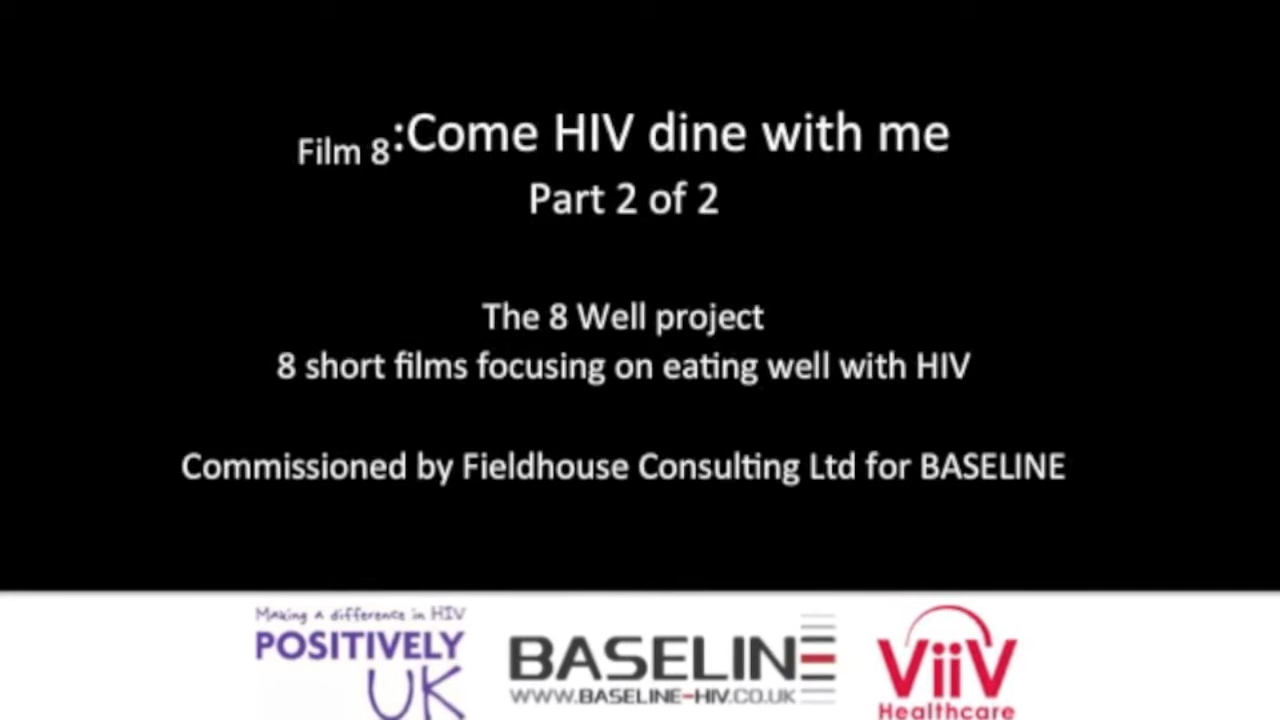 Film 8:Come HIV dine with me
Part 2 of 2
The 8 Well project
8 short films focusing on eating well with HIV
Commissioned by Fieldhouse Consulting Ltd for BASELINE
Making a difference in HIV
POSITIVELY
UK
BASELINE
WWW.BASELINE-HIV.CO.UK
ViiV
Healthcare